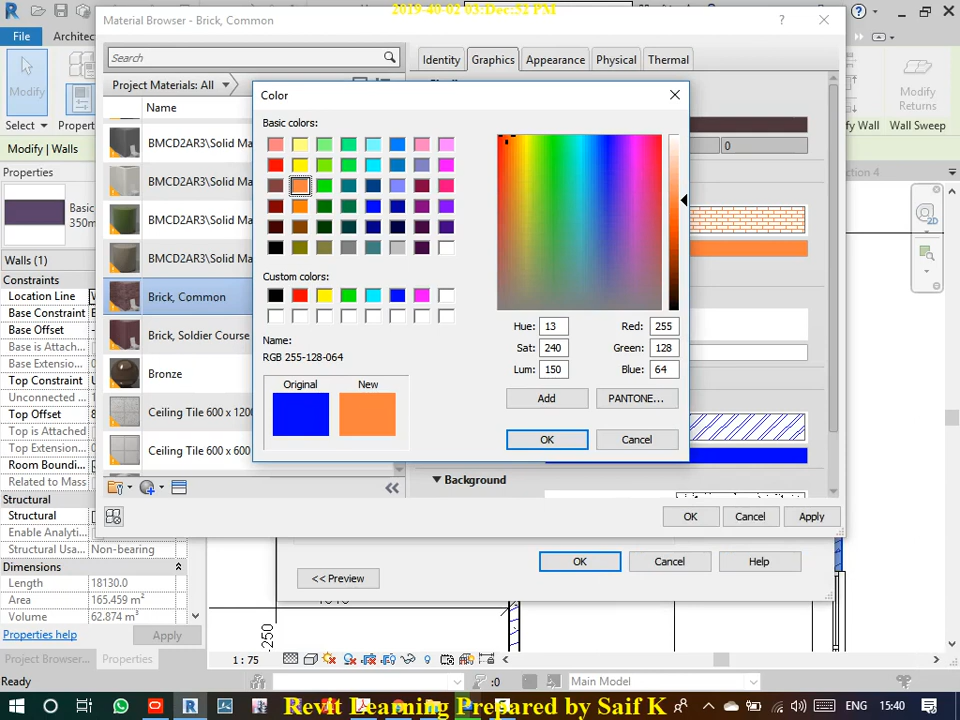 2019-40-02 03:Dec:52 PM
Material Browser - Brick, Common
File
Architec
Search
Identity
Graphics
Appearance
Physical
Thermal
Modify
Propert
Modify
Returns
Select
fy Wall
Wall Sweep
Project Materials: All
Name
Modify | Walls
Properties
Basic
350m
Walls (1)
Constraints
Location Line
W
Base Constraint
Base Offset
Base is Attach...
Base Extension...
Top Constraint
Unconnected ...
Top Offset
8
Top is Attached
Top Extension...
Room Boundi...
Related to Mass
Structural
Structural
Enable Analyti...
Structural Usa...
Non-bearing
Dimensions
Length
18130.0
Area
165.459 m²
Volume
62.874 m³
Properties help
Apply
Project Browser...
Properties
BMCD2AR3\Solid Ma
BMCD2AR3\Solid Ma
BMCD2AR3\Solid Ma
BMCD2AR3\Solid Ma
Brick, Common
Brick, Soldier Course
Bronze
Ceiling Tile 600 x 1200
Ceiling Tile 600 x 600
Color
Basic colors:
Custom colors:
Name:
RGB 255-128-064
Original
New
Hue:
13
Red:
255
Sat:
240
Green:
128
Lum:
150
Blue:
64
Add
PANTONE...
OK
Cancel
0
ection 4
2D
Background
OK
Cancel
Apply
OK
Cancel
Help
<< Preview
-250
1 : 75
Ready
:0
Main Model
Revit Learning Prepared by Saif K
ENG
15:40